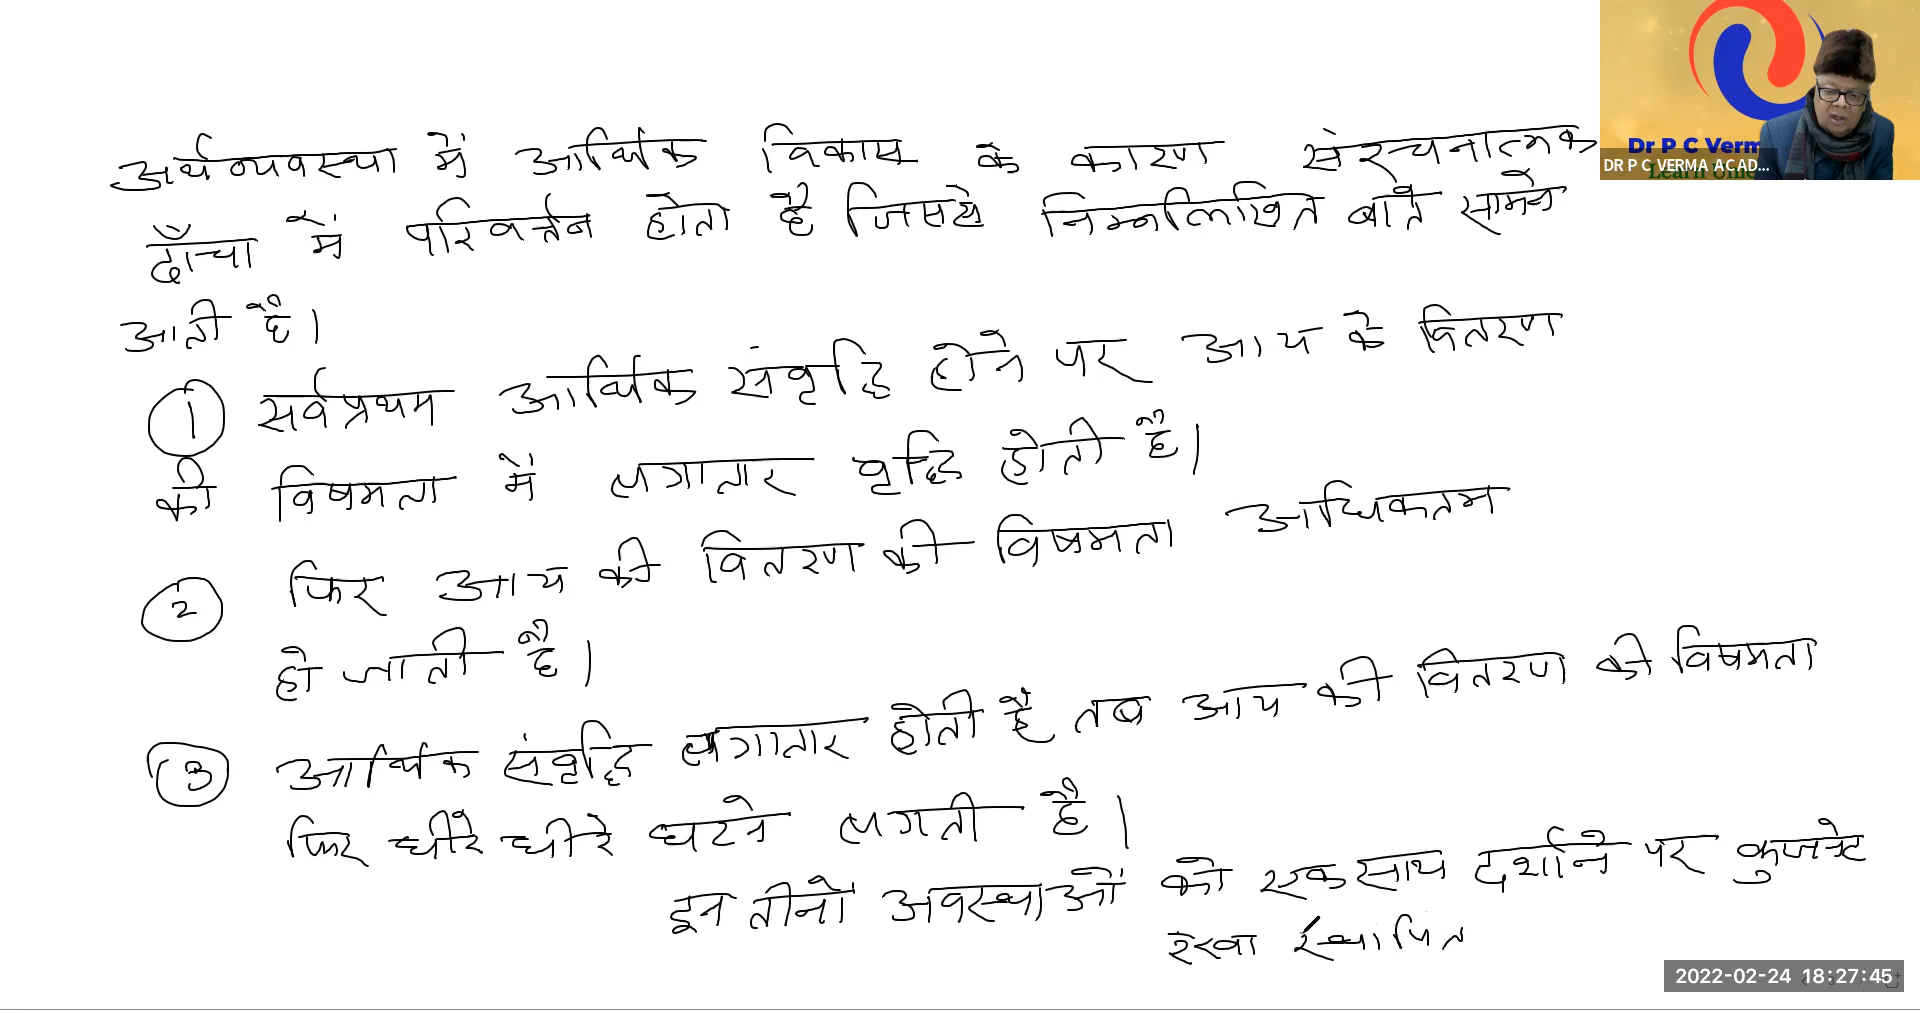 अर्थव्यवस्था में आर्थिक विकास के कारण संरचनात्मक
ढाँचा में परिवर्त्तन होता है जिससे निम्नलिखित बातें सामने
आती है।
① सर्वप्रथम आर्थिक संवृद्धि होने पर आय के वितरण
की विषमता में लगातार वृद्धि होती है।
② फिर आय की वितरण की विषमता अधिकतम
हो जाती है।
③ आर्थिक संवृद्धि लगातार होती है तब आय की वितरण की विषमता
फिर धीरे धीरे घटने लगती है।
इन तीनों अवस्थाओं को एक साथ दर्शाने पर कुजनेट
रेखा स्थापित
Dr P C Verm
DR P C VERMA ACAD...
2022-02-24 18:27:45